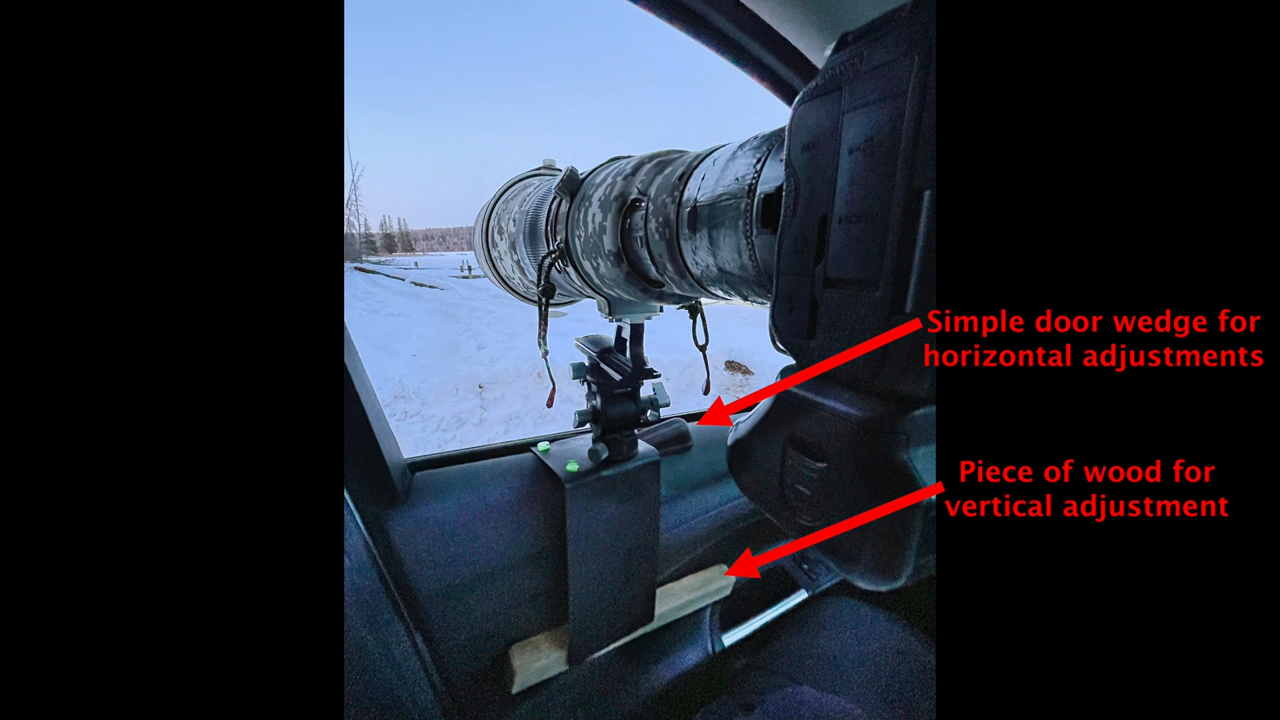 Simple door wedge for
horizontal adjustments
Piece of wood for
vertical adjustment